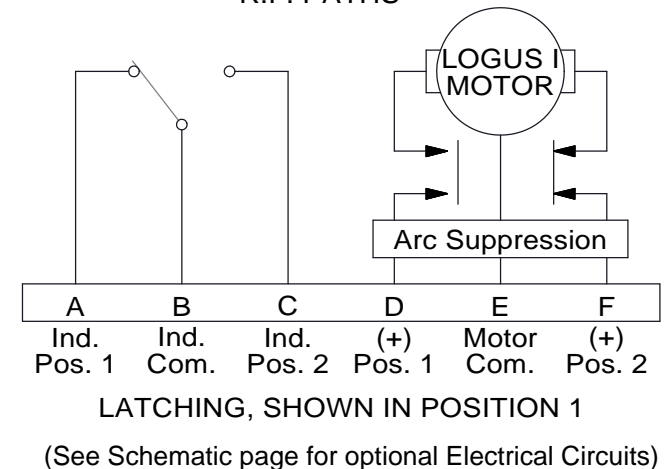 LOGUS I
MOTOR
Arc Suppression
A B C D E F
Ind. Ind. Ind. (+) Motor (+)
Pos. 1 Com. Pos. 2 Pos. 1 Com. Pos. 2
LATCHING, SHOWN IN POSITION 1
(See Schematic page for optional Electrical Circuits)